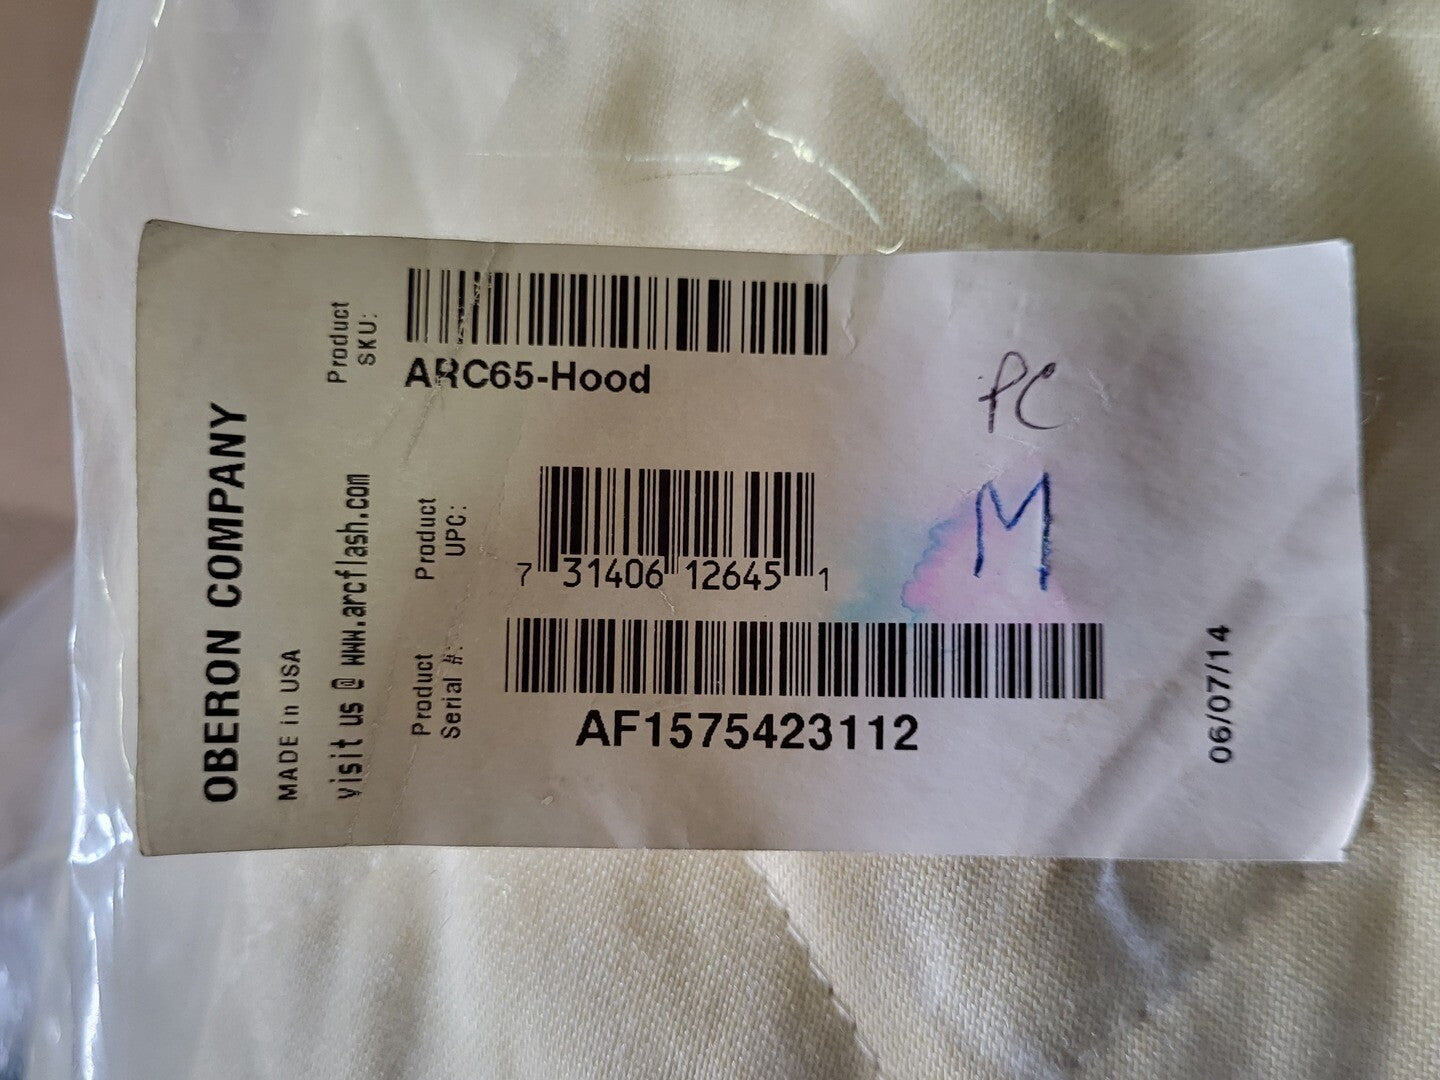 OBERON COMPANY
MADE in USA
visit us @ www.arcflash.com
Product
SKU:
ARC65-Hood
Product
UPC:
7 31406 12645 1
Product
Serial #:
AF1575423112
PC
M
06/07/14